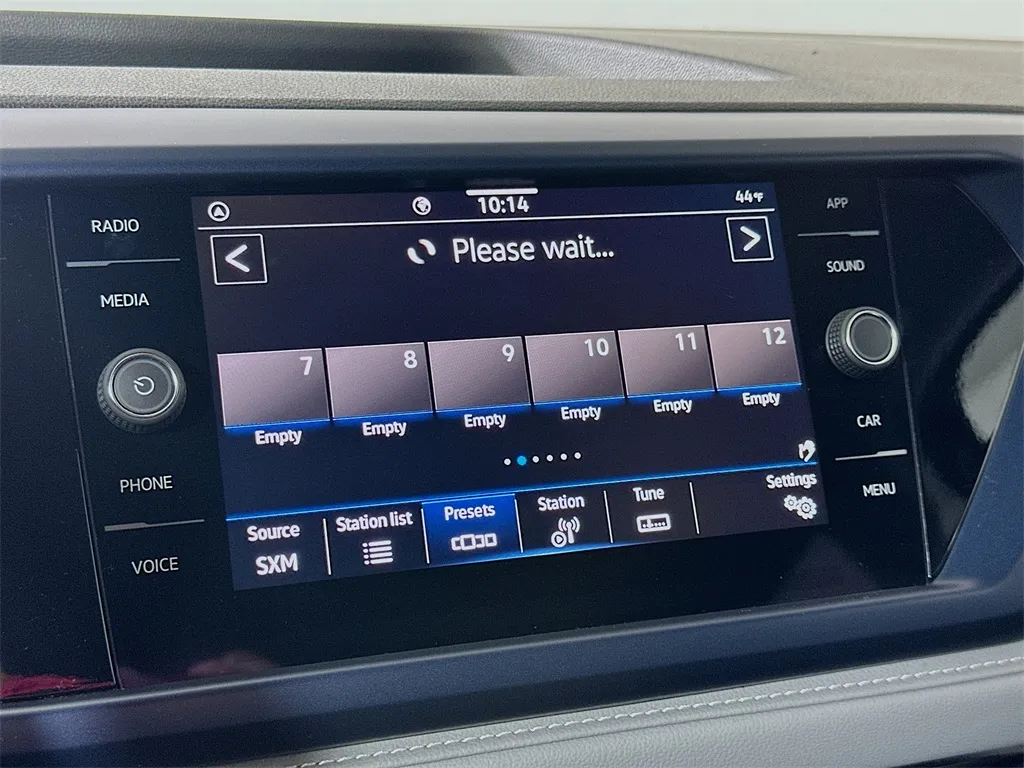 RADIO
MEDIA
PHONE
VOICE
10:14
44°F
< Please wait... >
7 8 9 10 11 12
Empty Empty Empty Empty Empty Empty
Source Station list Presets Station Tune Settings
SXM
APP
SOUND
CAR
MENU